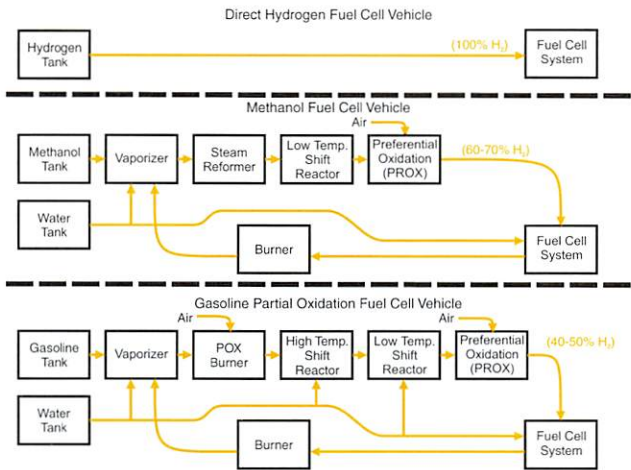 Direct Hydrogen Fuel Cell Vehicle
Hydrogen
Tank
(100% H₂)
Fuel Cell
System
Methanol Fuel Cell Vehicle
Air
Methanol
Tank
Vaporizer
Steam
Reformer
Low Temp.
Shift
Reactor
Preferential
Oxidation
(PROX)
(60-70% H₂)
Water
Tank
Burner
Fuel Cell
System
Gasoline Partial Oxidation Fuel Cell Vehicle
Air
Air
Gasoline
Tank
Vaporizer
POX
Burner
High Temp.
Shift
Reactor
Low Temp.
Shift
Reactor
Preferential
Oxidation
(PROX)
(40-50% H₂)
Water
Tank
Burner
Fuel Cell
System